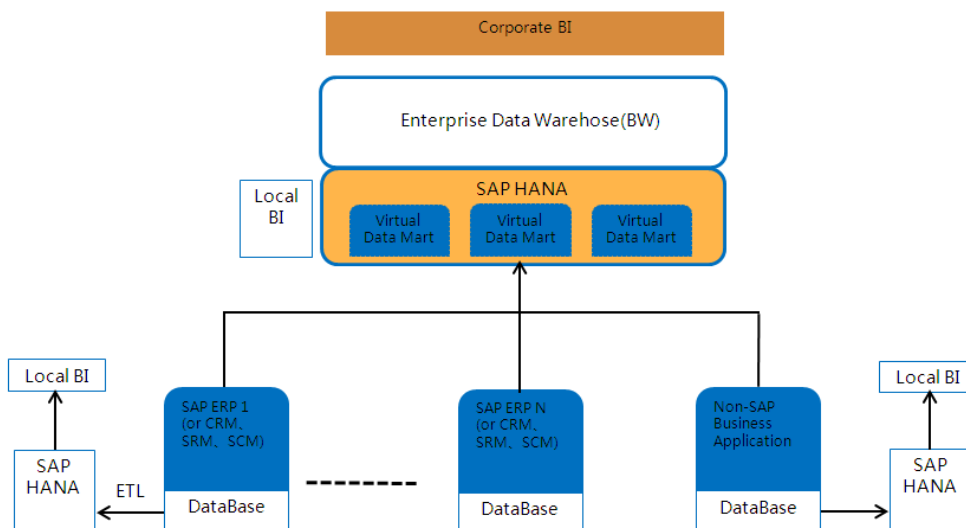 Corporate BI
Enterprise Data Warehose(BW)
Local
BI
SAP HANA
Virtual
Data Mart
Virtual
Data Mart
Virtual
Data Mart
Local BI
SAP ERP 1
(or CRM、
SRM、SCM)
SAP ERP N
(or CRM、
SRM、SCM)
Non-SAP
Business
Application
Local BI
SAP
HANA
ETL
DataBase
DataBase
DataBase
SAP
HANA